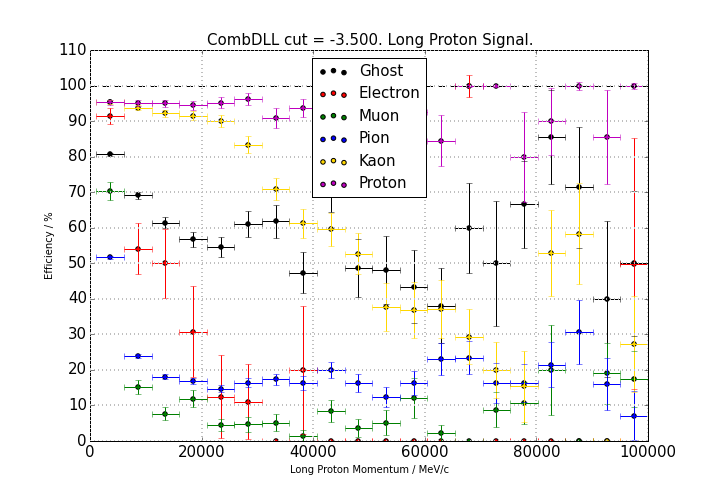 CombDLL cut = -3.500. Long Proton Signal.
110
100
90
80
70
60
50
40
30
20
10
0
Efficiency / %
Ghost
Electron
Muon
Pion
Kaon
Proton
0 20000 40000 60000 80000 100000
Long Proton Momentum / MeV/c